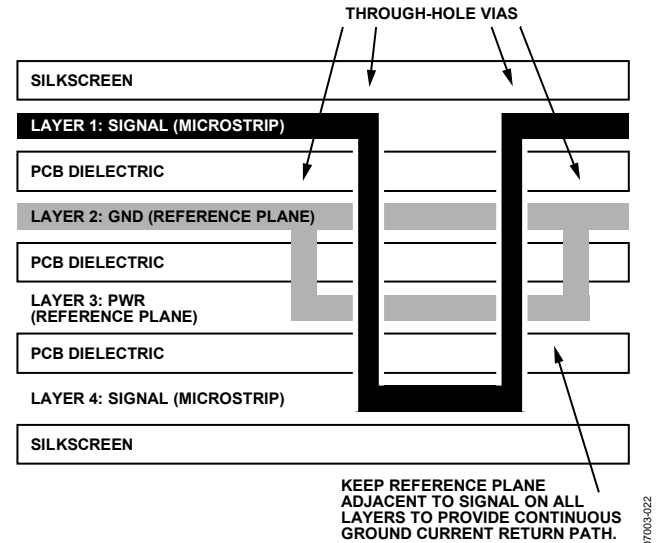 THROUGH-HOLE VIAS
SILKSCREEN
LAYER 1: SIGNAL (MICROSTRIP)
PCB DIELECTRIC
LAYER 2: GND (REFERENCE PLANE)
PCB DIELECTRIC
LAYER 3: PWR
(REFERENCE PLANE)
PCB DIELECTRIC
LAYER 4: SIGNAL (MICROSTRIP)
SILKSCREEN
KEEP REFERENCE PLANE
ADJACENT TO SIGNAL ON ALL
LAYERS TO PROVIDE CONTINUOUS
GROUND CURRENT RETURN PATH.
07003-022